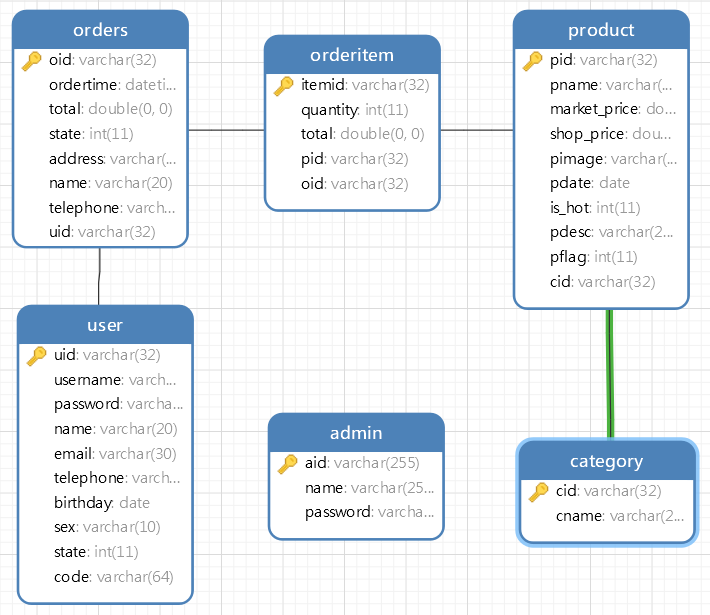 orders
oid: varchar(32)
ordertime: dateti...
total: double(0, 0)
state: int(11)
address: varchar(...
name: varchar(20)
telephone: varch...
uid: varchar(32)
orderitem
itemid: varchar(32)
quantity: int(11)
total: double(0, 0)
pid: varchar(32)
oid: varchar(32)
product
pid: varchar(32)
pname: varchar(...
market_price: do...
shop_price: dou...
pimage: varchar(...
pdate: date
is_hot: int(11)
pdesc: varchar(2...
pflag: int(11)
cid: varchar(32)
user
uid: varchar(32)
username: varch...
password: varcha...
name: varchar(20)
email: varchar(30)
telephone: varch...
birthday: date
sex: varchar(10)
state: int(11)
code: varchar(64)
admin
aid: varchar(255)
name: varchar(25...
password: varcha...
category
cid: varchar(32)
cname: varchar(2...